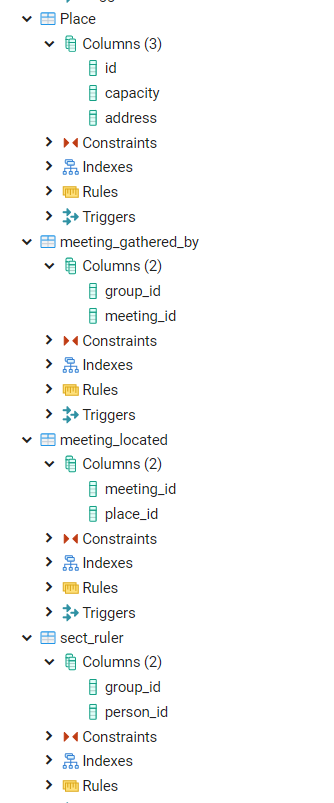 Place
Columns (3)
id
capacity
address
Constraints
Indexes
Rules
Triggers
meeting_gathered_by
Columns (2)
group_id
meeting_id
Constraints
Indexes
Rules
Triggers
meeting_located
Columns (2)
meeting_id
place_id
Constraints
Indexes
Rules
Triggers
sect_ruler
Columns (2)
group_id
person_id
Constraints
Indexes
Rules